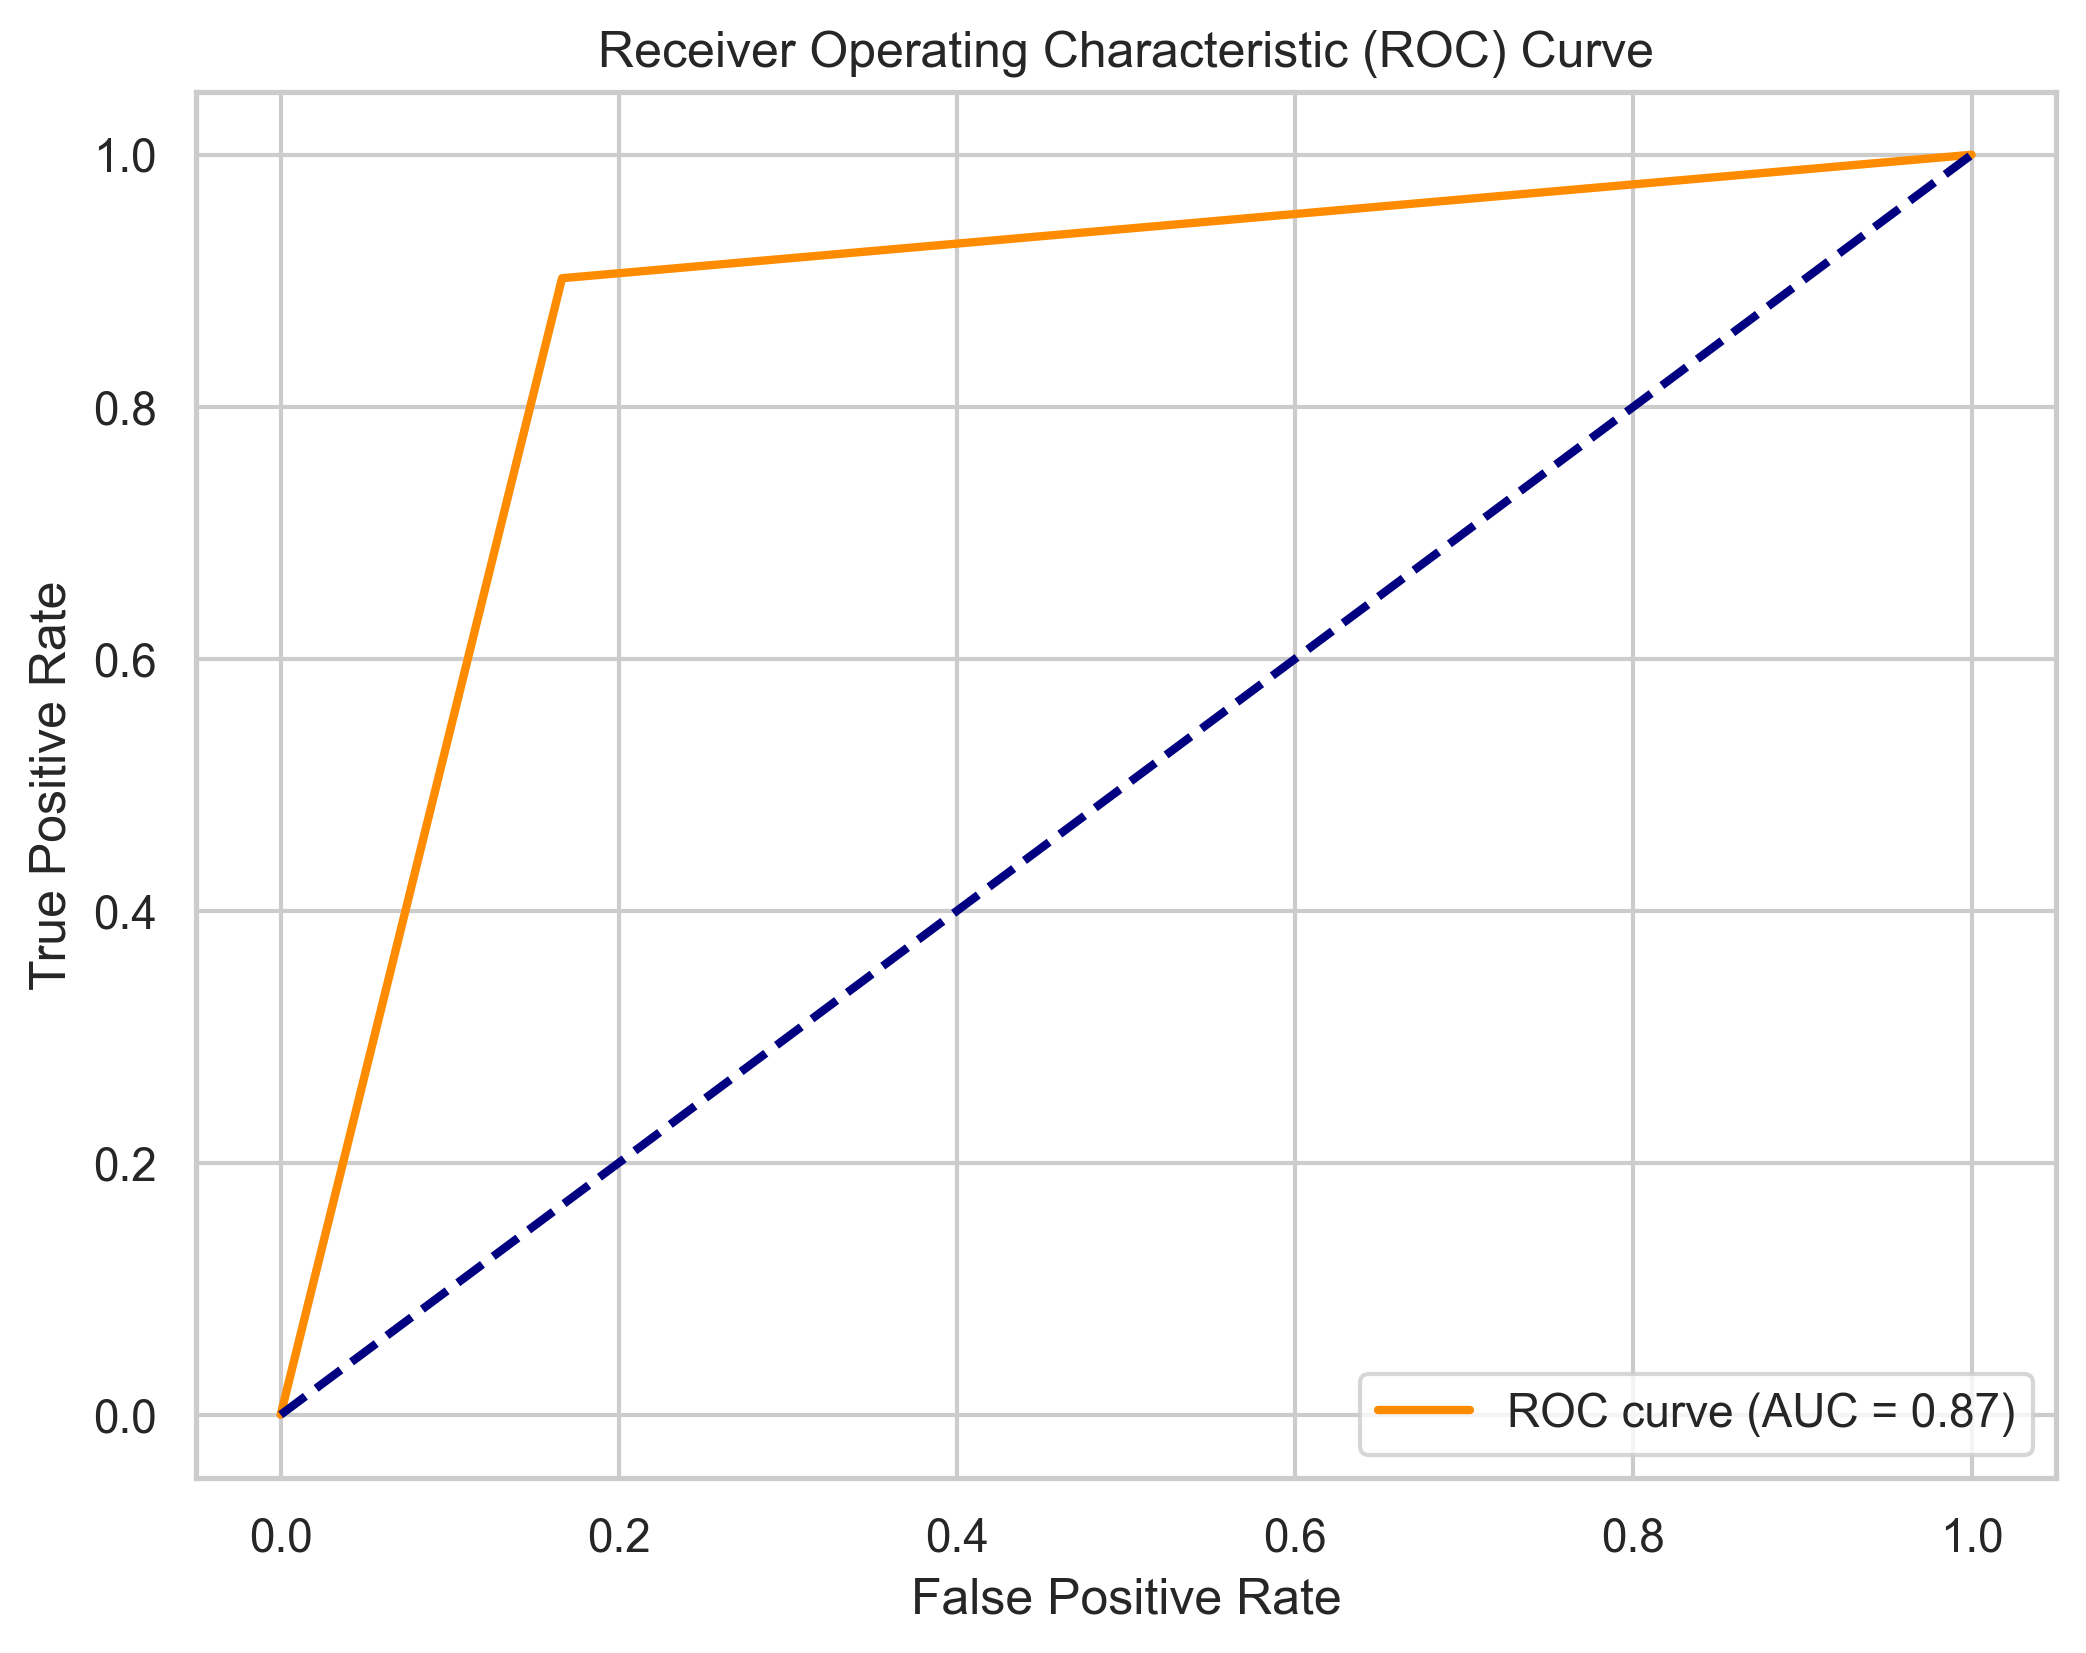 Receiver Operating Characteristic (ROC) Curve
1.0
0.8
0.6
0.4
0.2
0.0
True Positive Rate
ROC curve (AUC = 0.87)
0.0 0.2 0.4 0.6 0.8 1.0
False Positive Rate